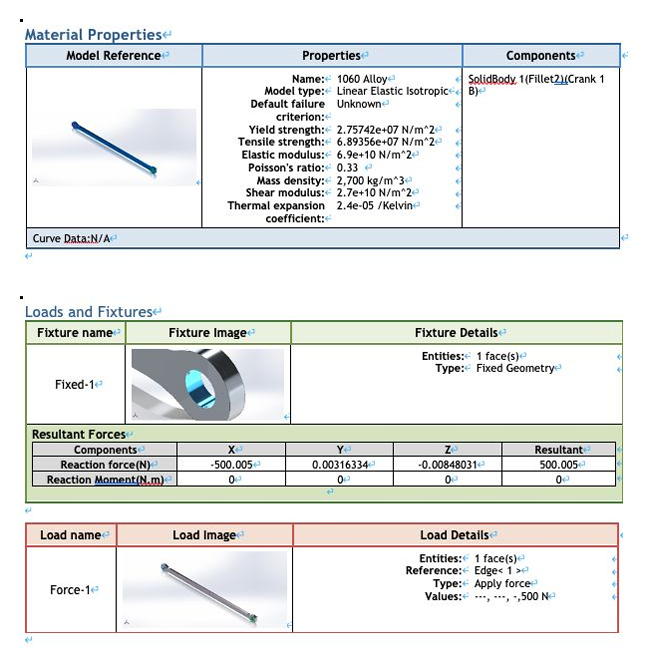 Material Properties
Model Reference Properties Components
Name: 1060 Alloy
Model type: Linear Elastic Isotropic
Default failure criterion: Unknown
Yield strength: 2.75742e+07 N/m^2
Tensile strength: 6.89356e+07 N/m^2
Elastic modulus: 6.9e+10 N/m^2
Poisson's ratio: 0.33
Mass density: 2,700 kg/m^3
Shear modulus: 2.7e+10 N/m^2
Thermal expansion coefficient: 2.4e-05 /Kelvin
SolidBody 1(Fillet2)(Crank 1
B)
Curve Data:N/A
Loads and Fixtures
Fixture name Fixture Image Fixture Details
Fixed-1
Entities: 1 face(s)
Type: Fixed Geometry
Resultant Forces
Components X Y Z Resultant
Reaction force(N) -500.005 0.00316334 -0.00848031 500.005
Reaction Moment(N.m) 0 0 0 0
Load name Load Image Load Details
Force-1
Entities: 1 face(s)
Reference: Edge< 1 >
Type: Apply force
Values: ---, ---, -,500 N